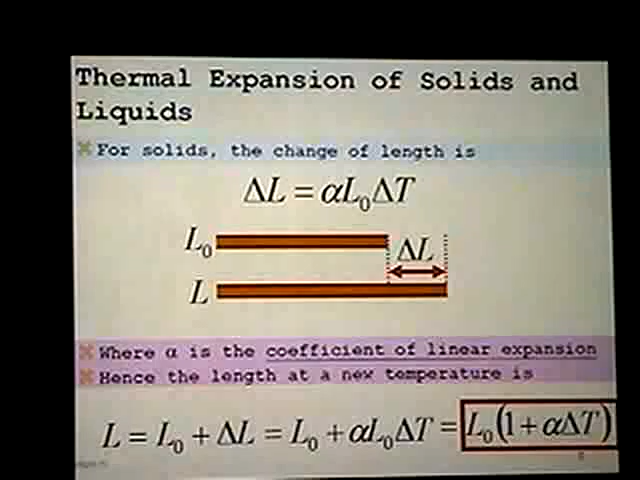 Thermal Expansion of Solids and
Liquids
For solids, the change of length is
ΔL = αL₀ΔT
L₀
ΔL
L
Where α is the coefficient of linear expansion
Hence the length at a new temperature is
L = L₀ + ΔL = L₀ + αL₀ΔT = L₀(1 + αΔT)